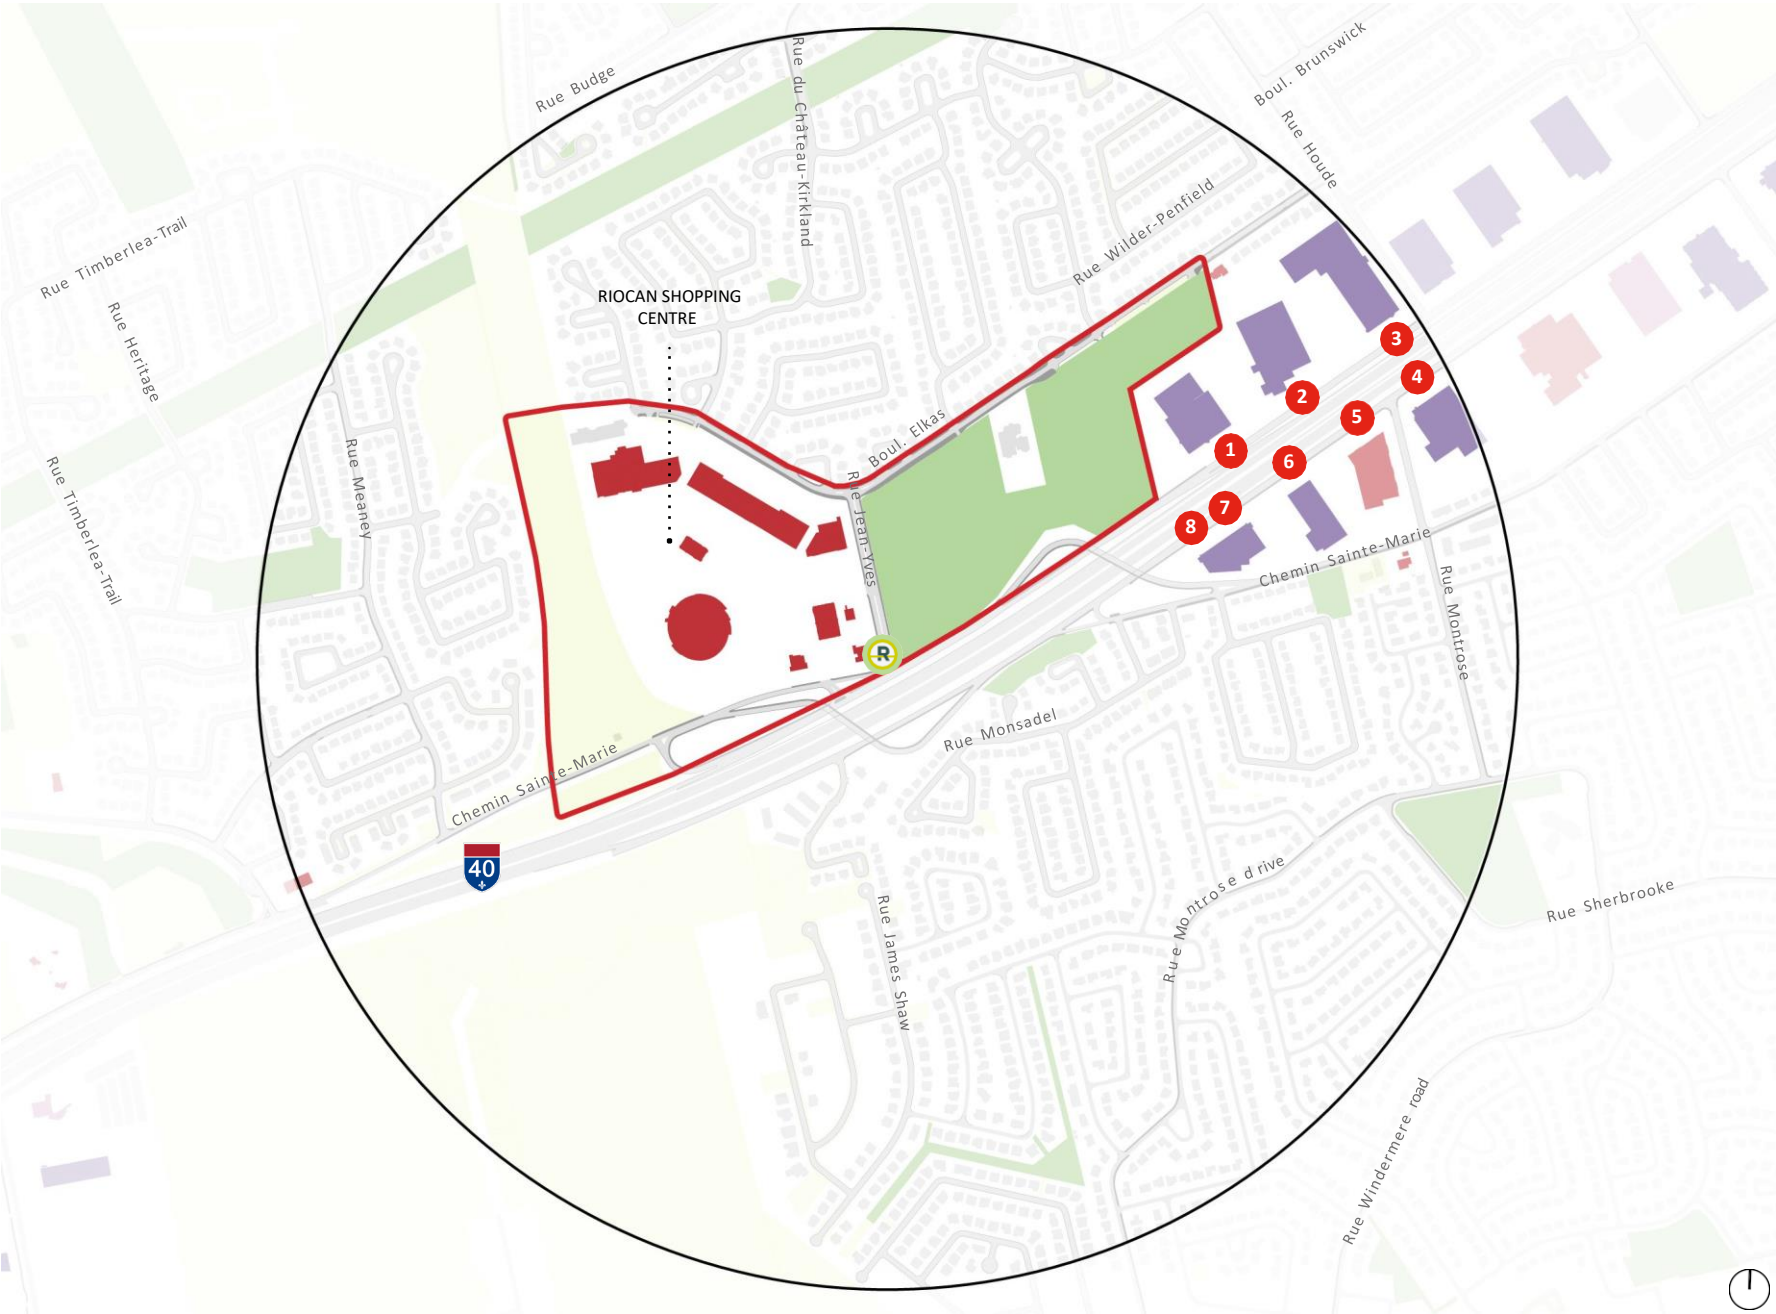 Boul. Brunswick
Rue Budge
Rue du Château-Kirkland
Rue Houde
Rue Wilder-Penfield
Rue Timberlea-Trail
RIOCAN SHOPPING
CENTRE
Rue Heritage
3
4
2
5
Boul. Elkas
1
6
Rue Meaney
Rue Timberlea-Trail
Rue Jean-Yves
7
8
Chemin Sainte-Marie
Rue Montrose
R
Rue Monsadel
Chemin Sainte-Marie
40
Rue Montrose drive
Rue Sherbrooke
Rue James Shaw
Rue Windermere road